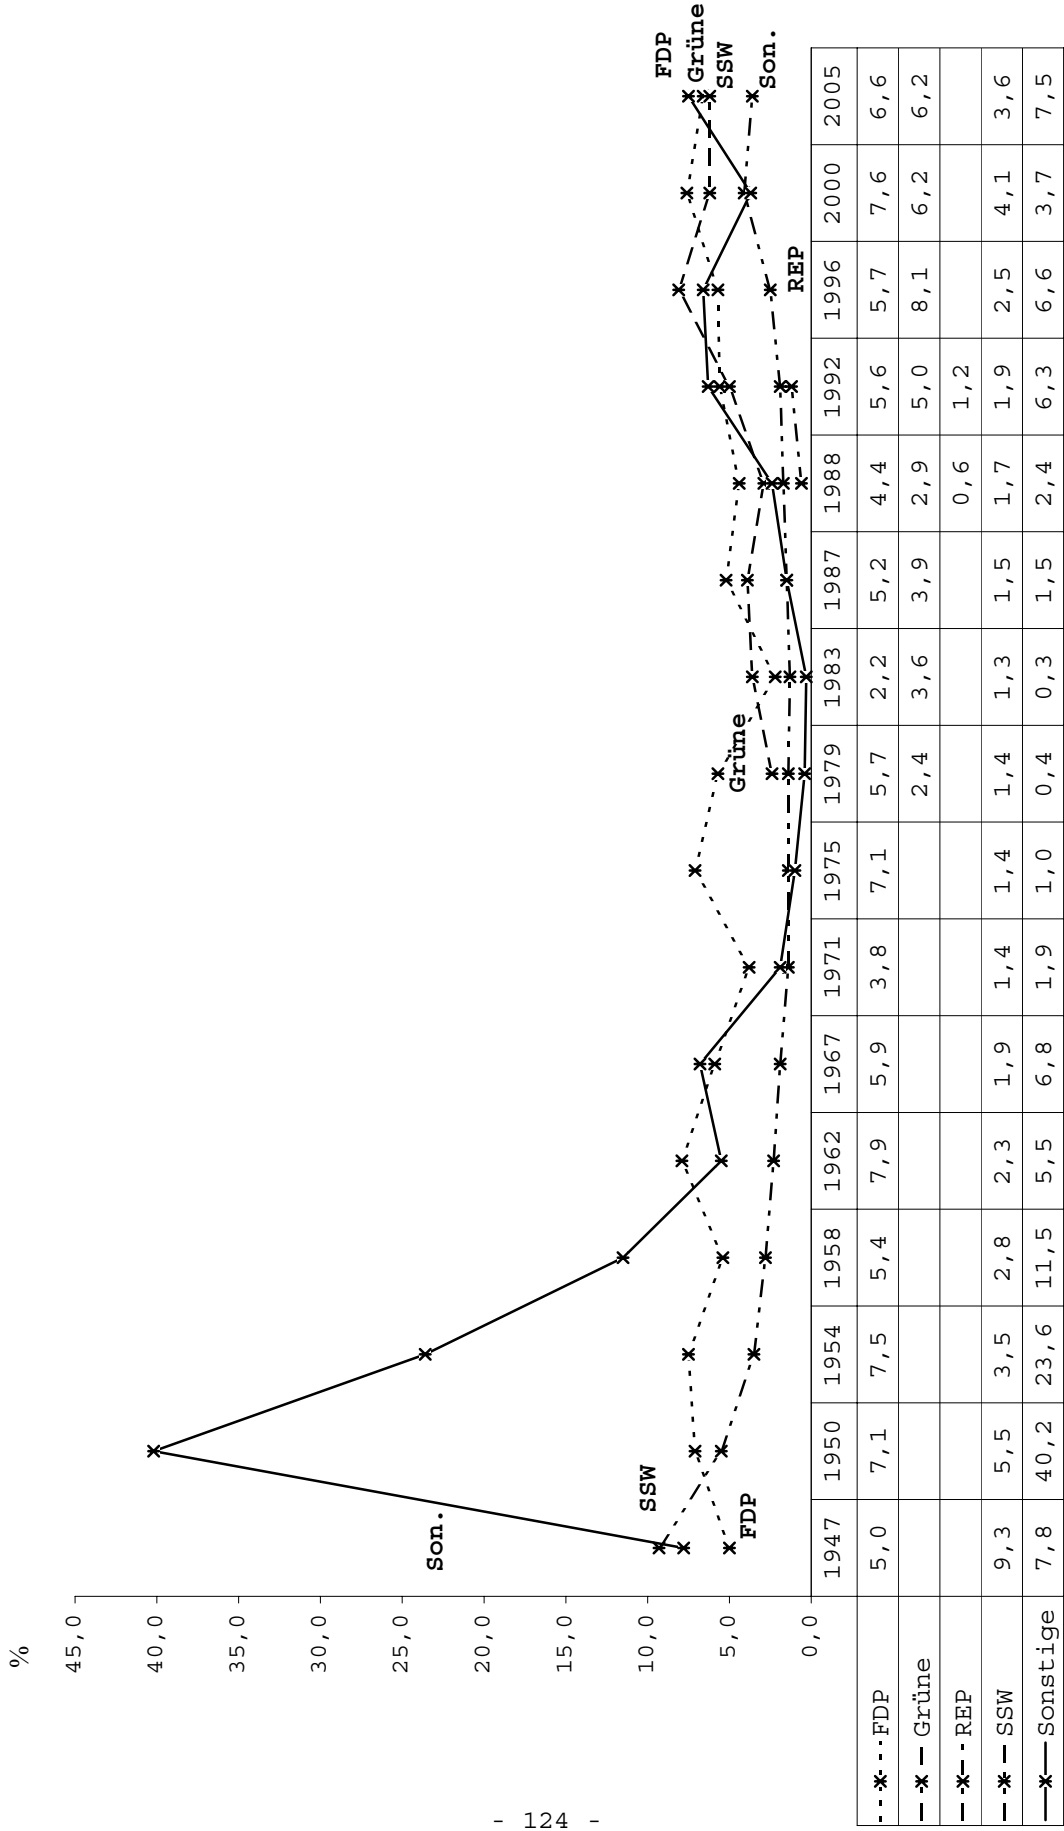 %
45,0
40,0
35,0
30,0
25,0
20,0
15,0
10,0
5,0
0,0
Son.
SSW
FDP
Grüne
REP
FDP
Grüne
SSW
Son.
1947 1950 1954 1958 1962 1967 1971 1975 1979 1983 1987 1988 1992 1996 2000 2005
FDP 5,0 7,1 7,5 5,4 7,9 5,9 3,8 7,1 5,7 2,2 5,2 4,4 5,6 5,7 7,6 6,6
Grüne 2,4 3,6 3,9 2,9 5,0 8,1 6,2 6,2
REP 0,6 1,2
SSW 9,3 5,5 3,5 2,8 2,3 1,9 1,4 1,4 1,4 1,3 1,5 1,7 1,9 2,5 4,1 3,6
Sonstige 7,8 40,2 23,6 11,5 5,5 6,8 1,9 1,0 0,4 0,3 1,5 2,4 6,3 6,6 3,7 7,5
- 124 -